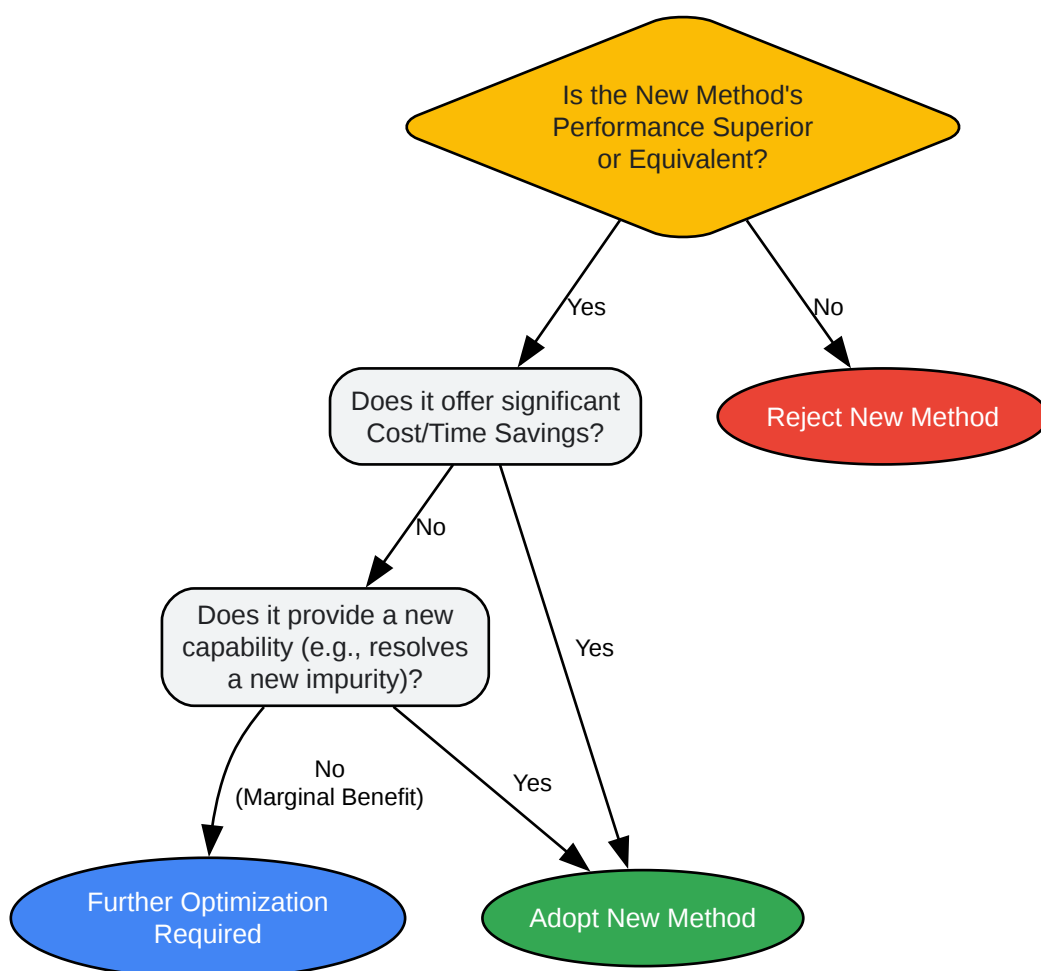 Is the New Method's
Performance Superior
or Equivalent?
Yes
No
Does it offer significant
Cost/Time Savings?
Reject New Method
No
Does it provide a new
capability (e.g., resolves
a new impurity)?
Yes
No
(Marginal Benefit)
Yes
Further Optimization
Required
Adopt New Method